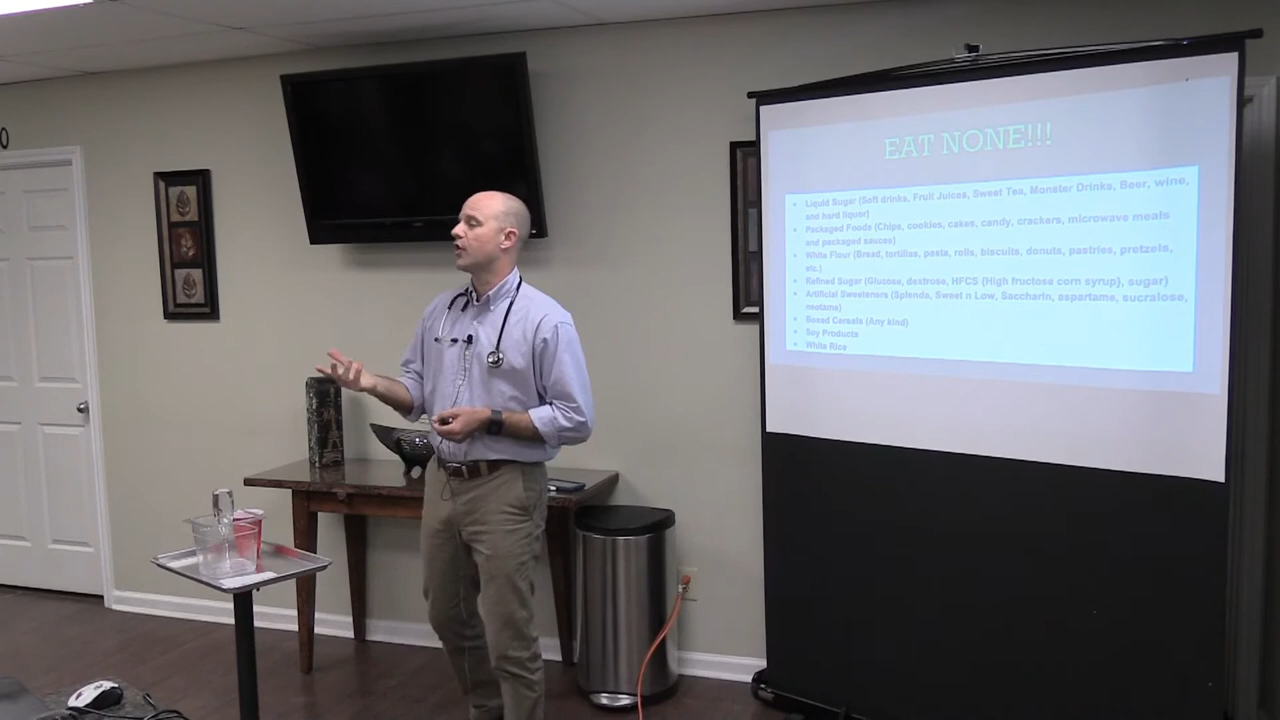 0
EAT NONE!!!
• Liquid Sugar (Soft drinks, Fruit Juices, Sweet Tea, Monster Drinks, Beer, wine,
and hard liquor)
• Packaged Foods (Chips, cookies, cakes, candy, crackers, microwave meals
and packaged sauces)
• White Flour (Bread, tortillas, pasta, rolls, biscuits, donuts, pastries, pretzels,
etc.)
• Refined Sugar (Glucose, dextrose, HFCS {High fructose corn syrup}, sugar)
• Artificial Sweeteners (Splenda, Sweet n Low, Saccharin, aspartame, sucralose,
neotame)
• Boxed Cereals (Any kind)
• Soy Products
• White Rice